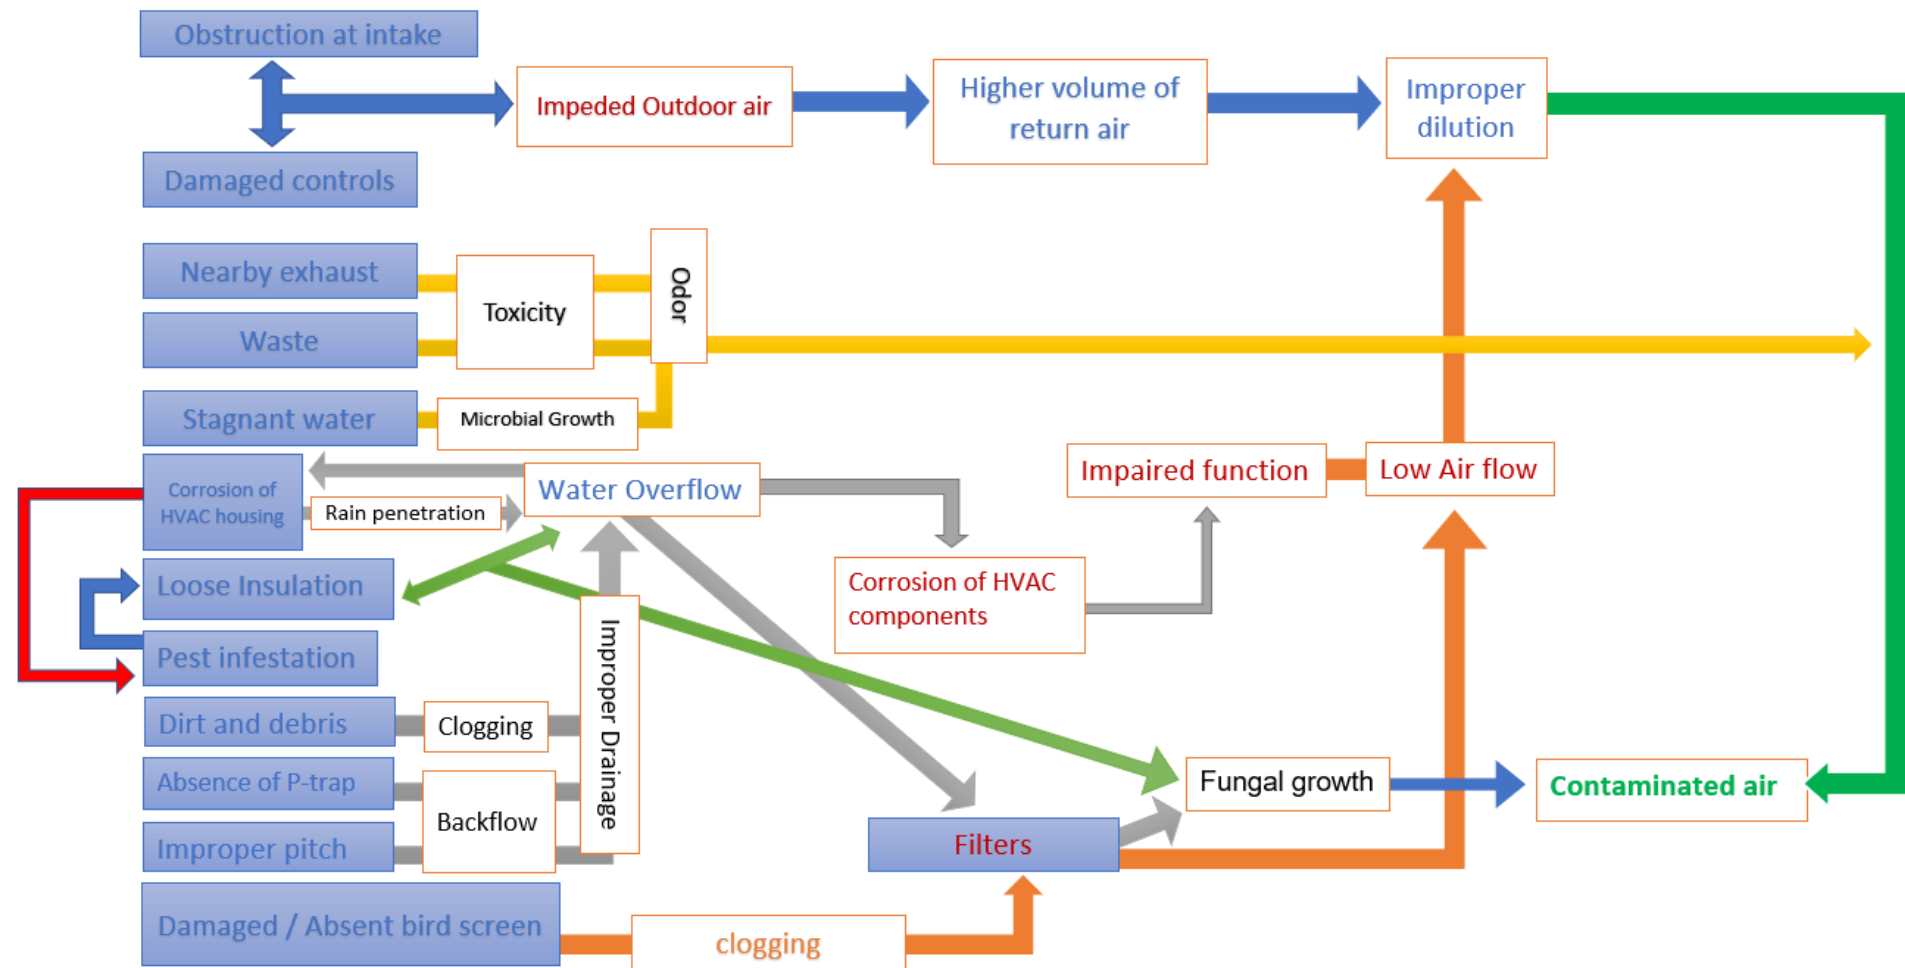 Obstruction at intake
Impeded Outdoor air
Higher volume of
return air
Improper
dilution
Damaged controls
Nearby exhaust
Toxicity
Odor
Waste
Stagnant water
Microbial Growth
Corrosion of
HVAC housing
Rain penetration
Water Overflow
Impaired function
Low Air flow
Loose Insulation
Corrosion of HVAC
components
Pest infestation
Improper Drainage
Dirt and debris
Clogging
Absence of P-trap
Backflow
Improper pitch
Fungal growth
Contaminated air
Filters
Damaged / Absent bird screen
clogging